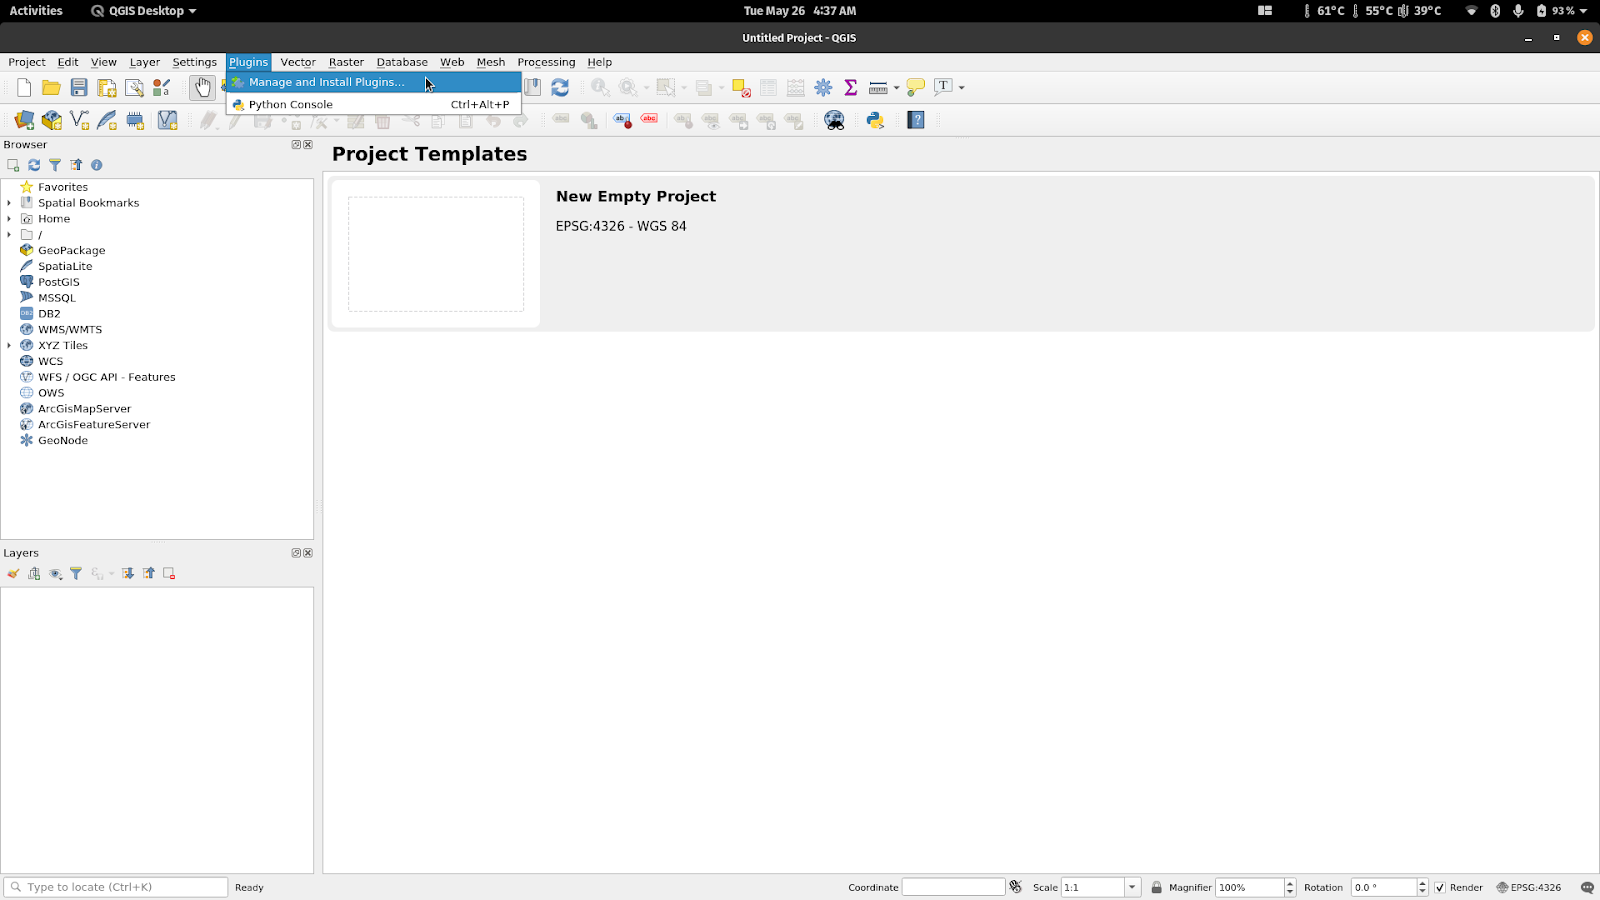 Activities QGIS Desktop Tue May 26 4:37 AM 61°C 55°C 39°C 93 %
Untitled Project - QGIS
Project Edit View Layer Settings Plugins Vector Raster Database Web Mesh Processing Help
Manage and Install Plugins...
Python Console Ctrl+Alt+P
Browser
Project Templates
Favorites
Spatial Bookmarks
Home
/
GeoPackage
SpatiaLite
PostGIS
MSSQL
DB2
WMS/WMTS
XYZ Tiles
WCS
WFS / OGC API - Features
OWS
ArcGisMapServer
ArcGisFeatureServer
GeoNode
New Empty Project
EPSG:4326 - WGS 84
Layers
Type to locate (Ctrl+K) Ready Coordinate Scale 1:1 Magnifier 100% Rotation 0.0 ° Render EPSG:4326